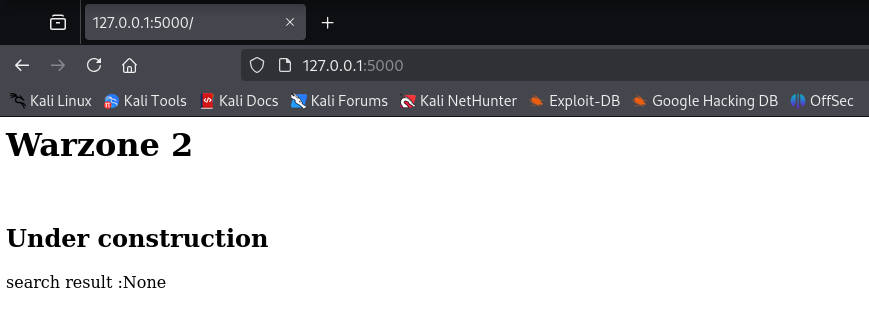 127.0.0.1:5000/
127.0.0.1:5000
Kali Linux Kali Tools Kali Docs Kali Forums Kali NetHunter Exploit-DB Google Hacking DB OffSec
Warzone 2
Under construction
search result :None